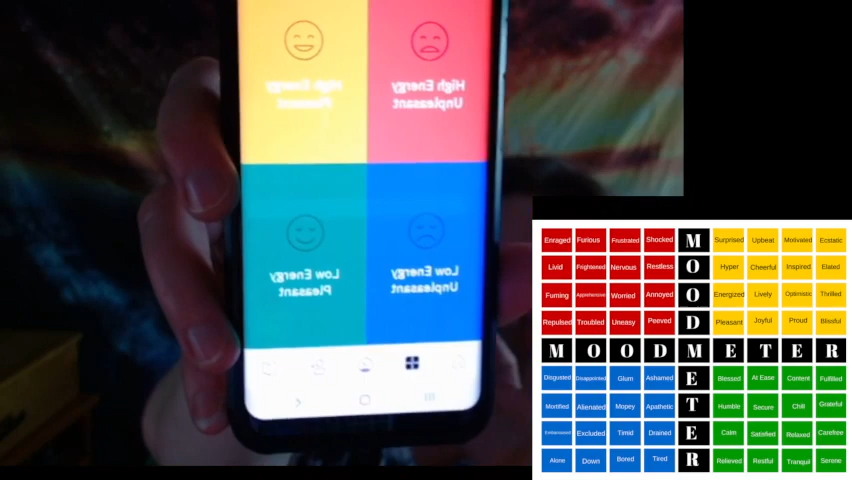 High Energy
Pleasant
High Energy
Unpleasant
Low Energy
Pleasant
Low Energy
Unpleasant
Enraged Furious Frustrated Shocked M Surprised Upbeat Motivated Ecstatic
Livid Frightened Nervous Restless O Hyper Cheerful Inspired Elated
Fuming Apprehensive Worried Annoyed O Energized Lively Optimistic Thrilled
Repulsed Troubled Uneasy Peeved D Pleasant Joyful Proud Blissful
M O O D M E T E R
Disgusted Disappointed Glum Ashamed E Blessed At Ease Content Fulfilled
Mortified Alienated Mopey Apathetic T Humble Secure Chill Grateful
Embarrassed Excluded Timid Drained E Calm Satisfied Relaxed Carefree
Alone Down Bored Tired R Relieved Restful Tranquil Serene